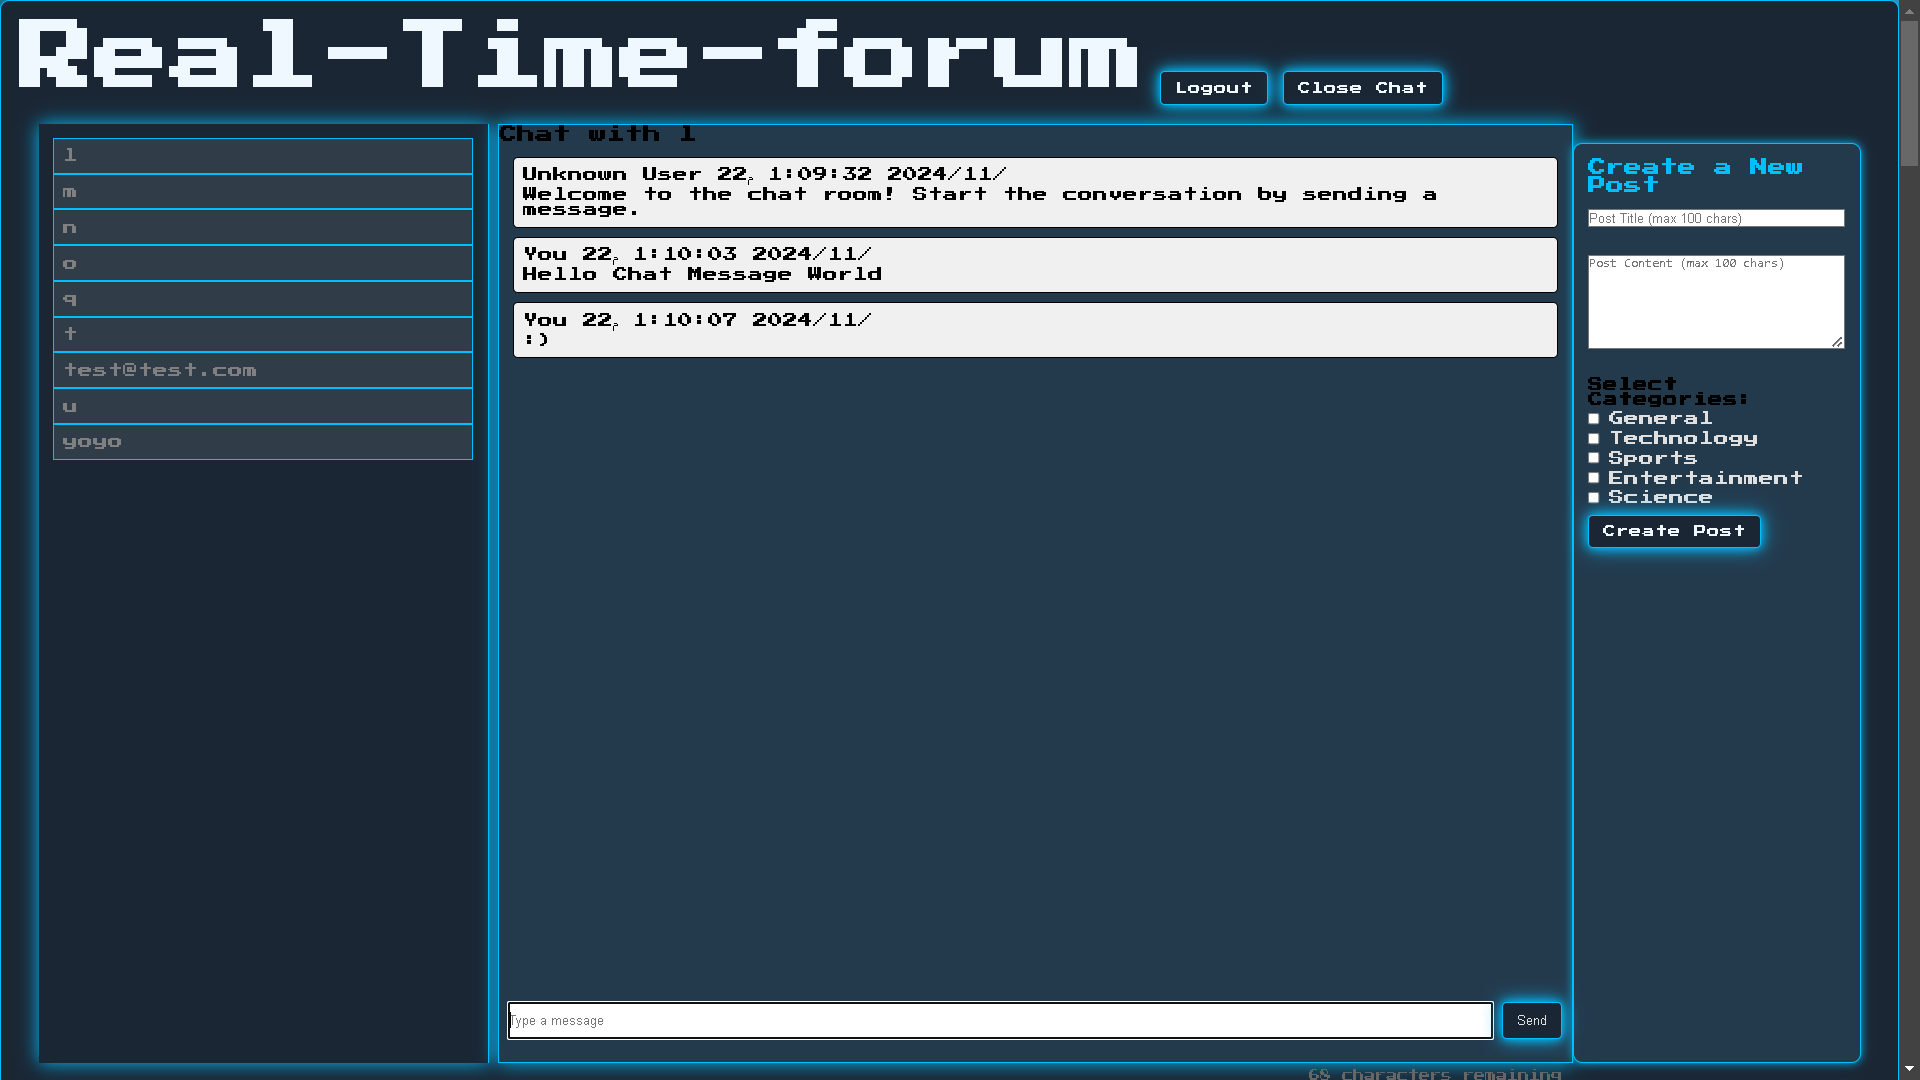 Real-Time-forum
Logout
Close Chat
l
m
n
o
q
t
test@test.com
u
yoyo
Chat with l
Unknown User 22, 1:09:32 2024/11/
Welcome to the chat room! Start the conversation by sending a
message.
You 22, 1:10:03 2024/11/
Hello Chat Message World
You 22, 1:10:07 2024/11/
:)
Type a message
Send
68 characters remaining
Create a New
Post
Post Title (max 100 chars)
Post Content (max 100 chars)
Select
Categories:
General
Technology
Sports
Entertainment
Science
Create Post